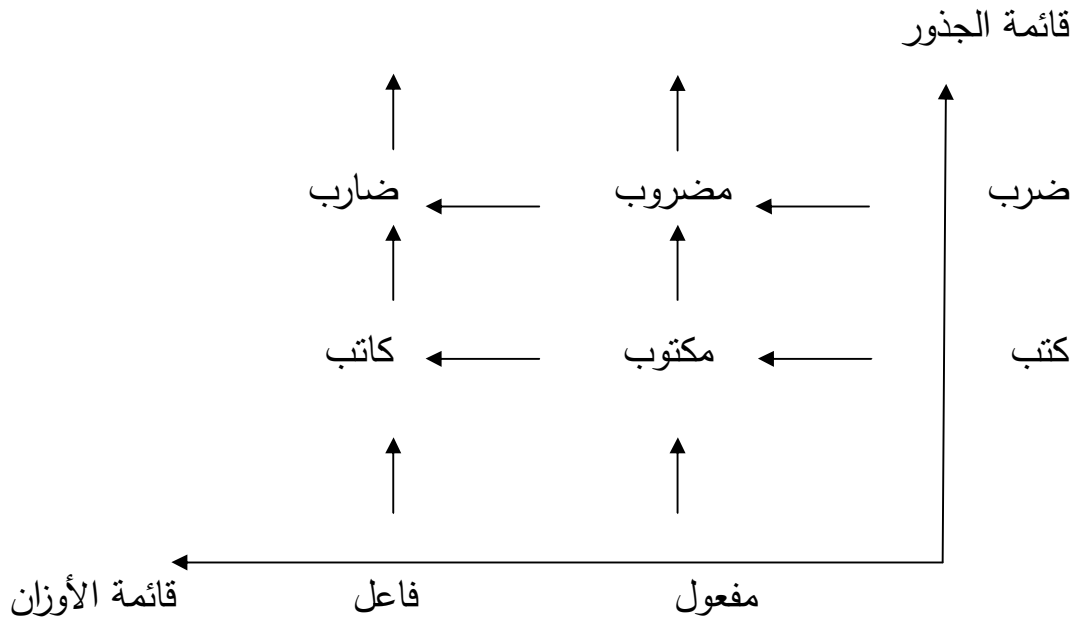 قائمة الجذور
ضرب مضروب ضارب
كتب مكتوب كاتب
مفعول فاعل قائمة الأوزان